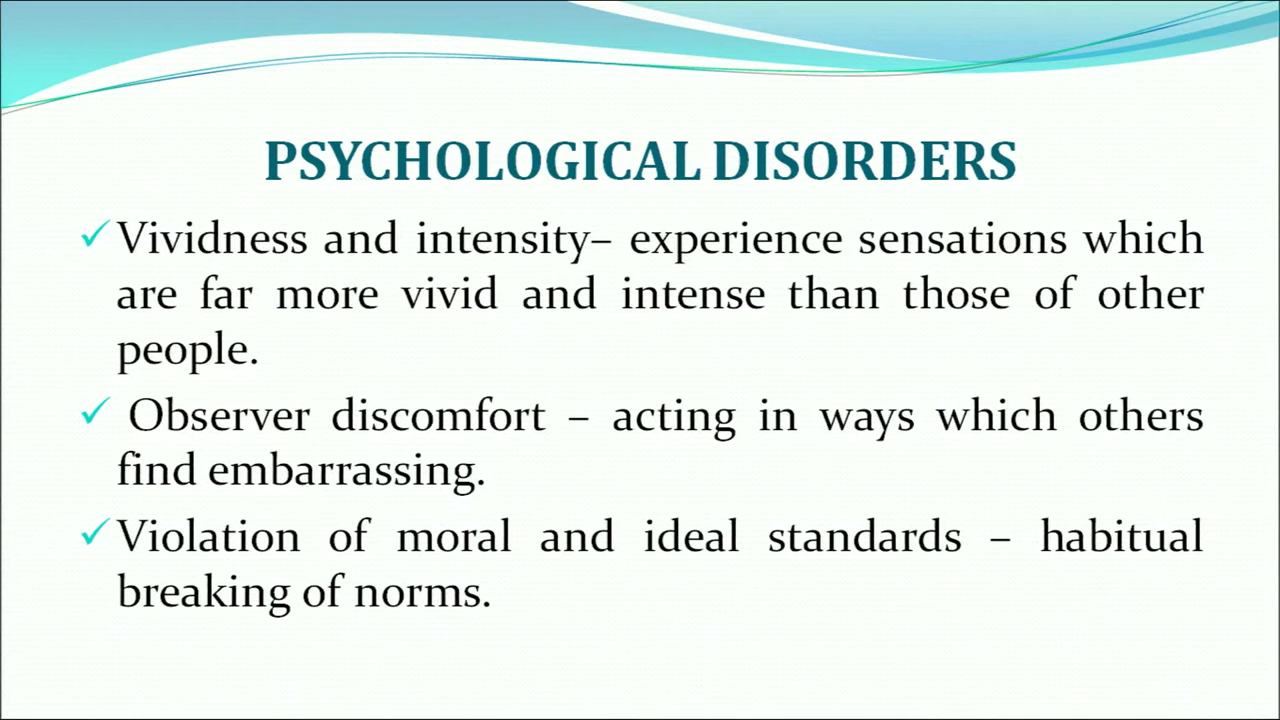 PSYCHOLOGICAL DISORDERS
Vividness and intensity– experience sensations which
are far more vivid and intense than those of other
people.
Observer discomfort – acting in ways which others
find embarrassing.
Violation of moral and ideal standards – habitual
breaking of norms.